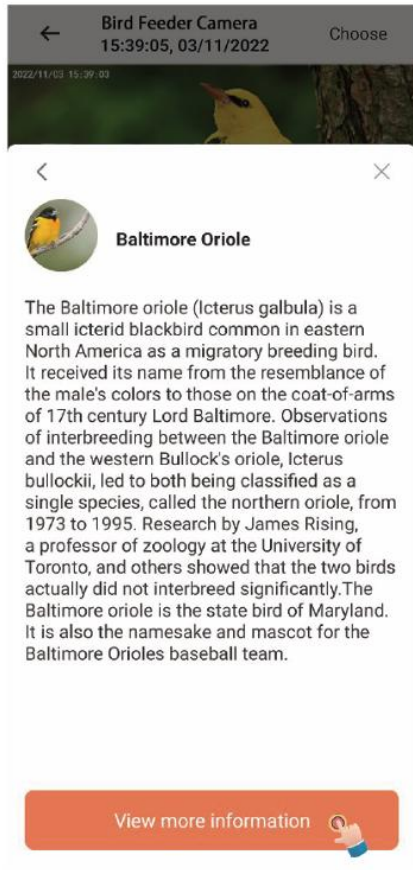 Bird Feeder Camera
15:39:05, 03/11/2022
Choose
2022/11/03 15:39:03
Baltimore Oriole
The Baltimore oriole (Icterus galbula) is a
small icterid blackbird common in eastern
North America as a migratory breeding bird.
It received its name from the resemblance of
the male's colors to those on the coat-of-arms
of 17th century Lord Baltimore. Observations
of interbreeding between the Baltimore oriole
and the western Bullock's oriole, Icterus
bullockii, led to both being classified as a
single species, called the northern oriole, from
1973 to 1995. Research by James Rising,
a professor of zoology at the University of
Toronto, and others showed that the two birds
actually did not interbreed significantly.The
Baltimore oriole is the state bird of Maryland.
It is also the namesake and mascot for the
Baltimore Orioles baseball team.
View more information